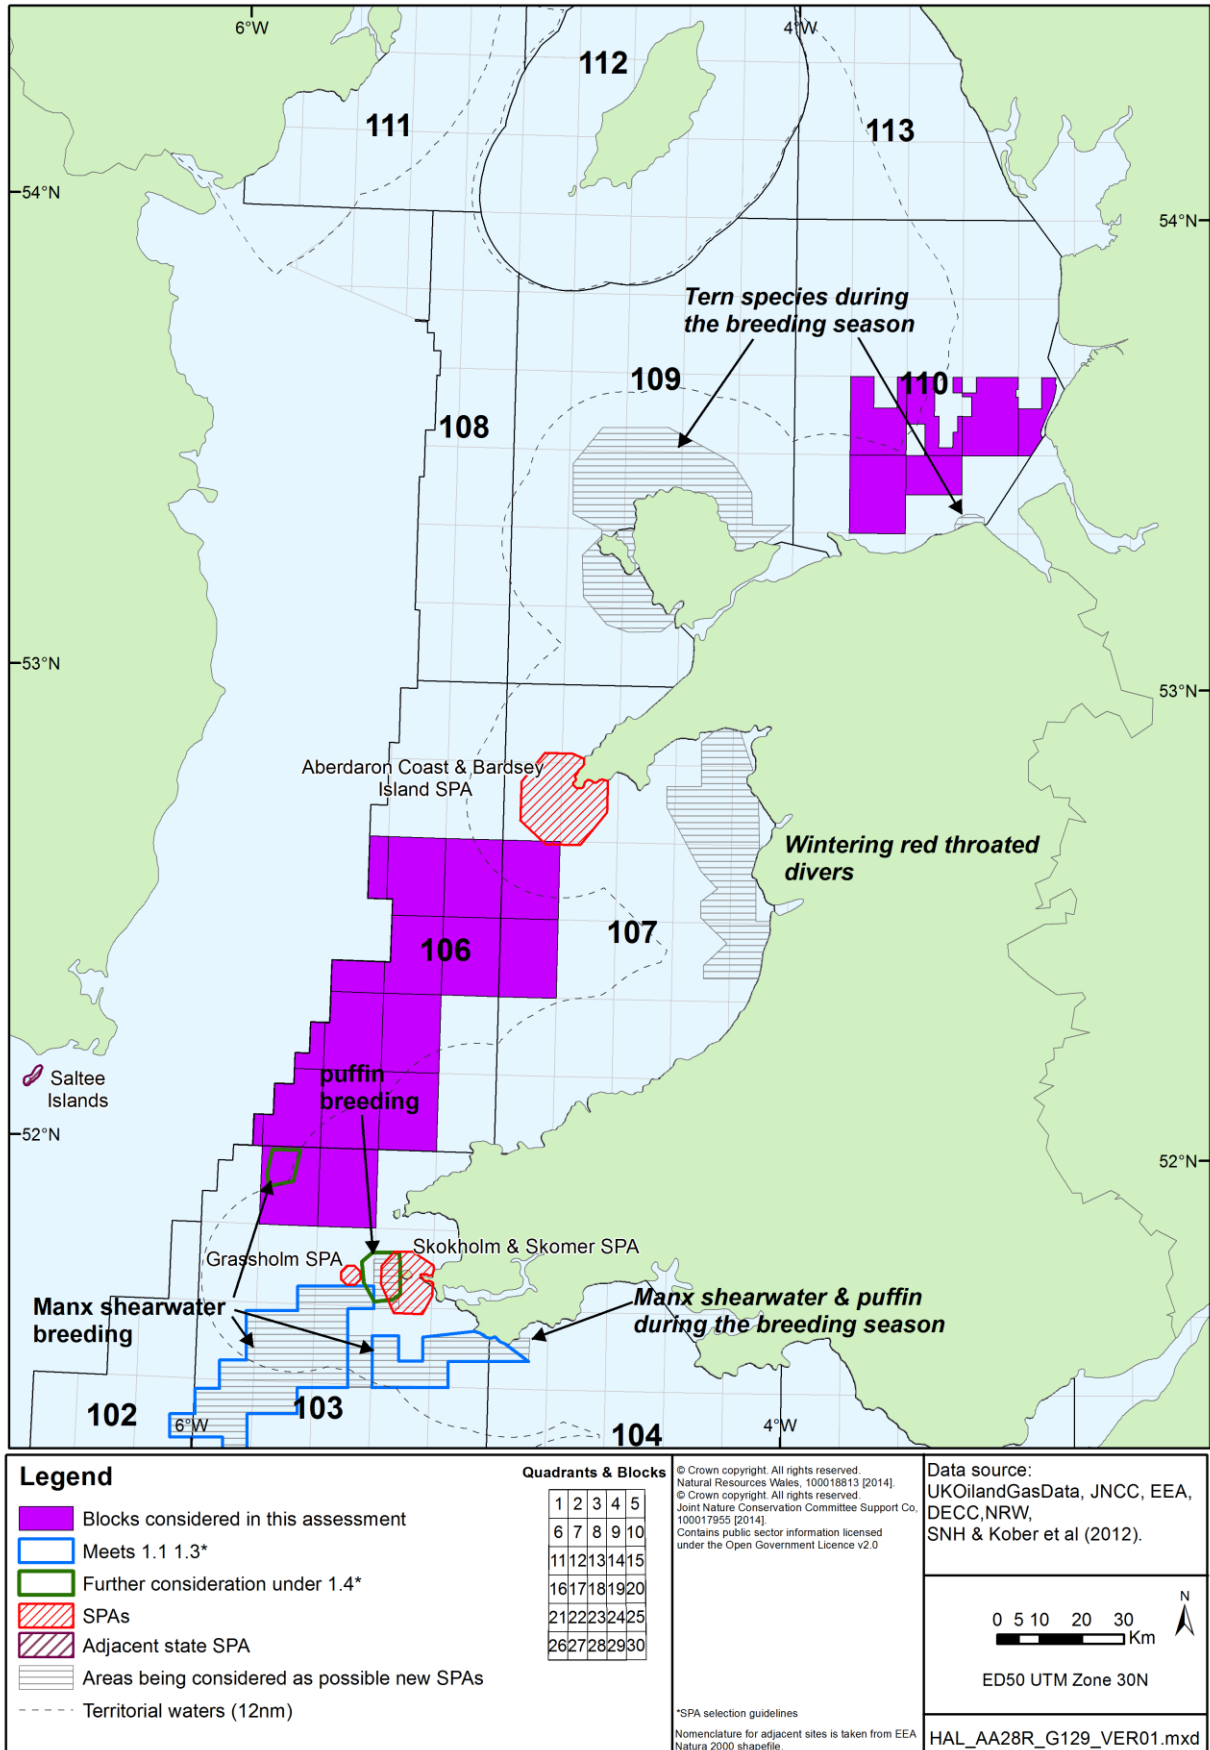 6°W
4°W
112
111
113
54°N
54°N
Tern species during
the breeding season
109
110
108
53°N
53°N
Aberdaron Coast & Bardsey
Island SPA
Wintering red throated
divers
107
106
puffin
breeding
Saltee
Islands
52°N
52°N
Skokholm & Skomer SPA
Grassholm SPA
Manx shearwater
breeding
Manx shearwater & puffin
during the breeding season
102
6°W
103
4°W
104
Legend
Blocks considered in this assessment
Meets 1.1 1.3*
Further consideration under 1.4*
SPAs
Adjacent state SPA
Areas being considered as possible new SPAs
Territorial waters (12nm)
Quadrants & Blocks
1 2 3 4 5
6 7 8 9 10
11 12 13 14 15
16 17 18 19 20
21 22 23 24 25
26 27 28 29 30
© Crown copyright. All rights reserved.
Natural Resources Wales, 100018813 [2014].
© Crown copyright. All rights reserved.
Joint Nature Conservation Committee Support Co,
100017955 [2014].
Contains public sector information licensed
under the Open Government Licence v2.0
*SPA selection guidelines
Nomenclature for adjacent sites is taken from EEA
Natura 2000 shapefile.
Data source:
UKOilandGasData, JNCC, EEA,
DECC,NRW,
SNH & Kober et al (2012).
N
0 5 10 20 30
Km
ED50 UTM Zone 30N
HAL_AA28R_G129_VER01.mxd